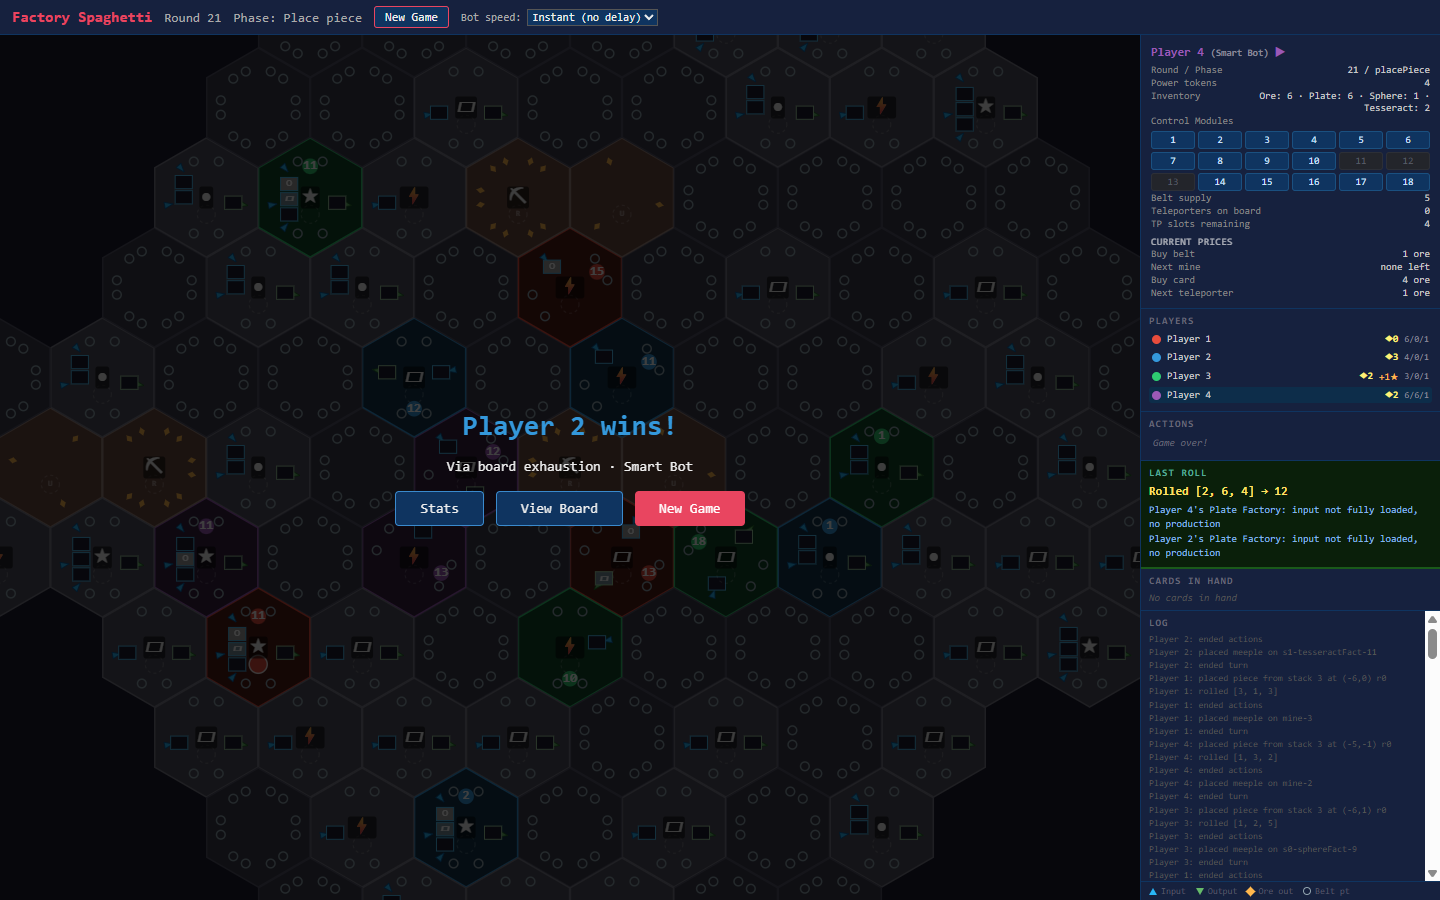 Factory Spaghetti Round 21 Phase: Place piece New Game Bot speed: Instant (no delay)
11
15
11
12
12
1
11
13
13
18
1
11
10
2
Player 2 wins!
Via board exhaustion · Smart Bot
Stats View Board New Game
Player 4 (Smart Bot) ▶
Round / Phase 21 / placePiece
Power tokens 4
Inventory Ore: 6 · Plate: 6 · Sphere: 1 ·
Tesseract: 2
Control Modules
1 2 3 4 5 6
7 8 9 10 11 12
13 14 15 16 17 18
Belt supply 5
Teleporters on board 0
TP slots remaining 4
CURRENT PRICES
Buy belt 1 ore
Next mine none left
Buy card 4 ore
Next teleporter 1 ore
PLAYERS
Player 1 ◆0 6/0/1
Player 2 ◆3 4/0/1
Player 3 ◆2 +1★ 3/0/1
Player 4 ◆2 6/6/1
ACTIONS
Game over!
LAST ROLL
Rolled [2, 6, 4] → 12
Player 4's Plate Factory: input not fully loaded,
no production
Player 2's Plate Factory: input not fully loaded,
no production
CARDS IN HAND
No cards in hand
LOG
Player 2: ended actions
Player 2: placed meeple on s1-tesseractFact-11
Player 2: ended turn
Player 1: placed piece from stack 3 at (-6,0) r0
Player 1: rolled [3, 1, 3]
Player 1: ended actions
Player 1: placed meeple on mine-3
Player 1: ended turn
Player 4: placed piece from stack 3 at (-5,-1) r0
Player 4: rolled [1, 3, 2]
Player 4: ended actions
Player 4: placed meeple on mine-2
Player 4: ended turn
Player 3: placed piece from stack 3 at (-6,1) r0
Player 3: rolled [1, 2, 5]
Player 3: ended actions
Player 3: placed meeple on s0-sphereFact-9
Player 3: ended turn
Player 1: ended actions
Input Output Ore out Belt pt